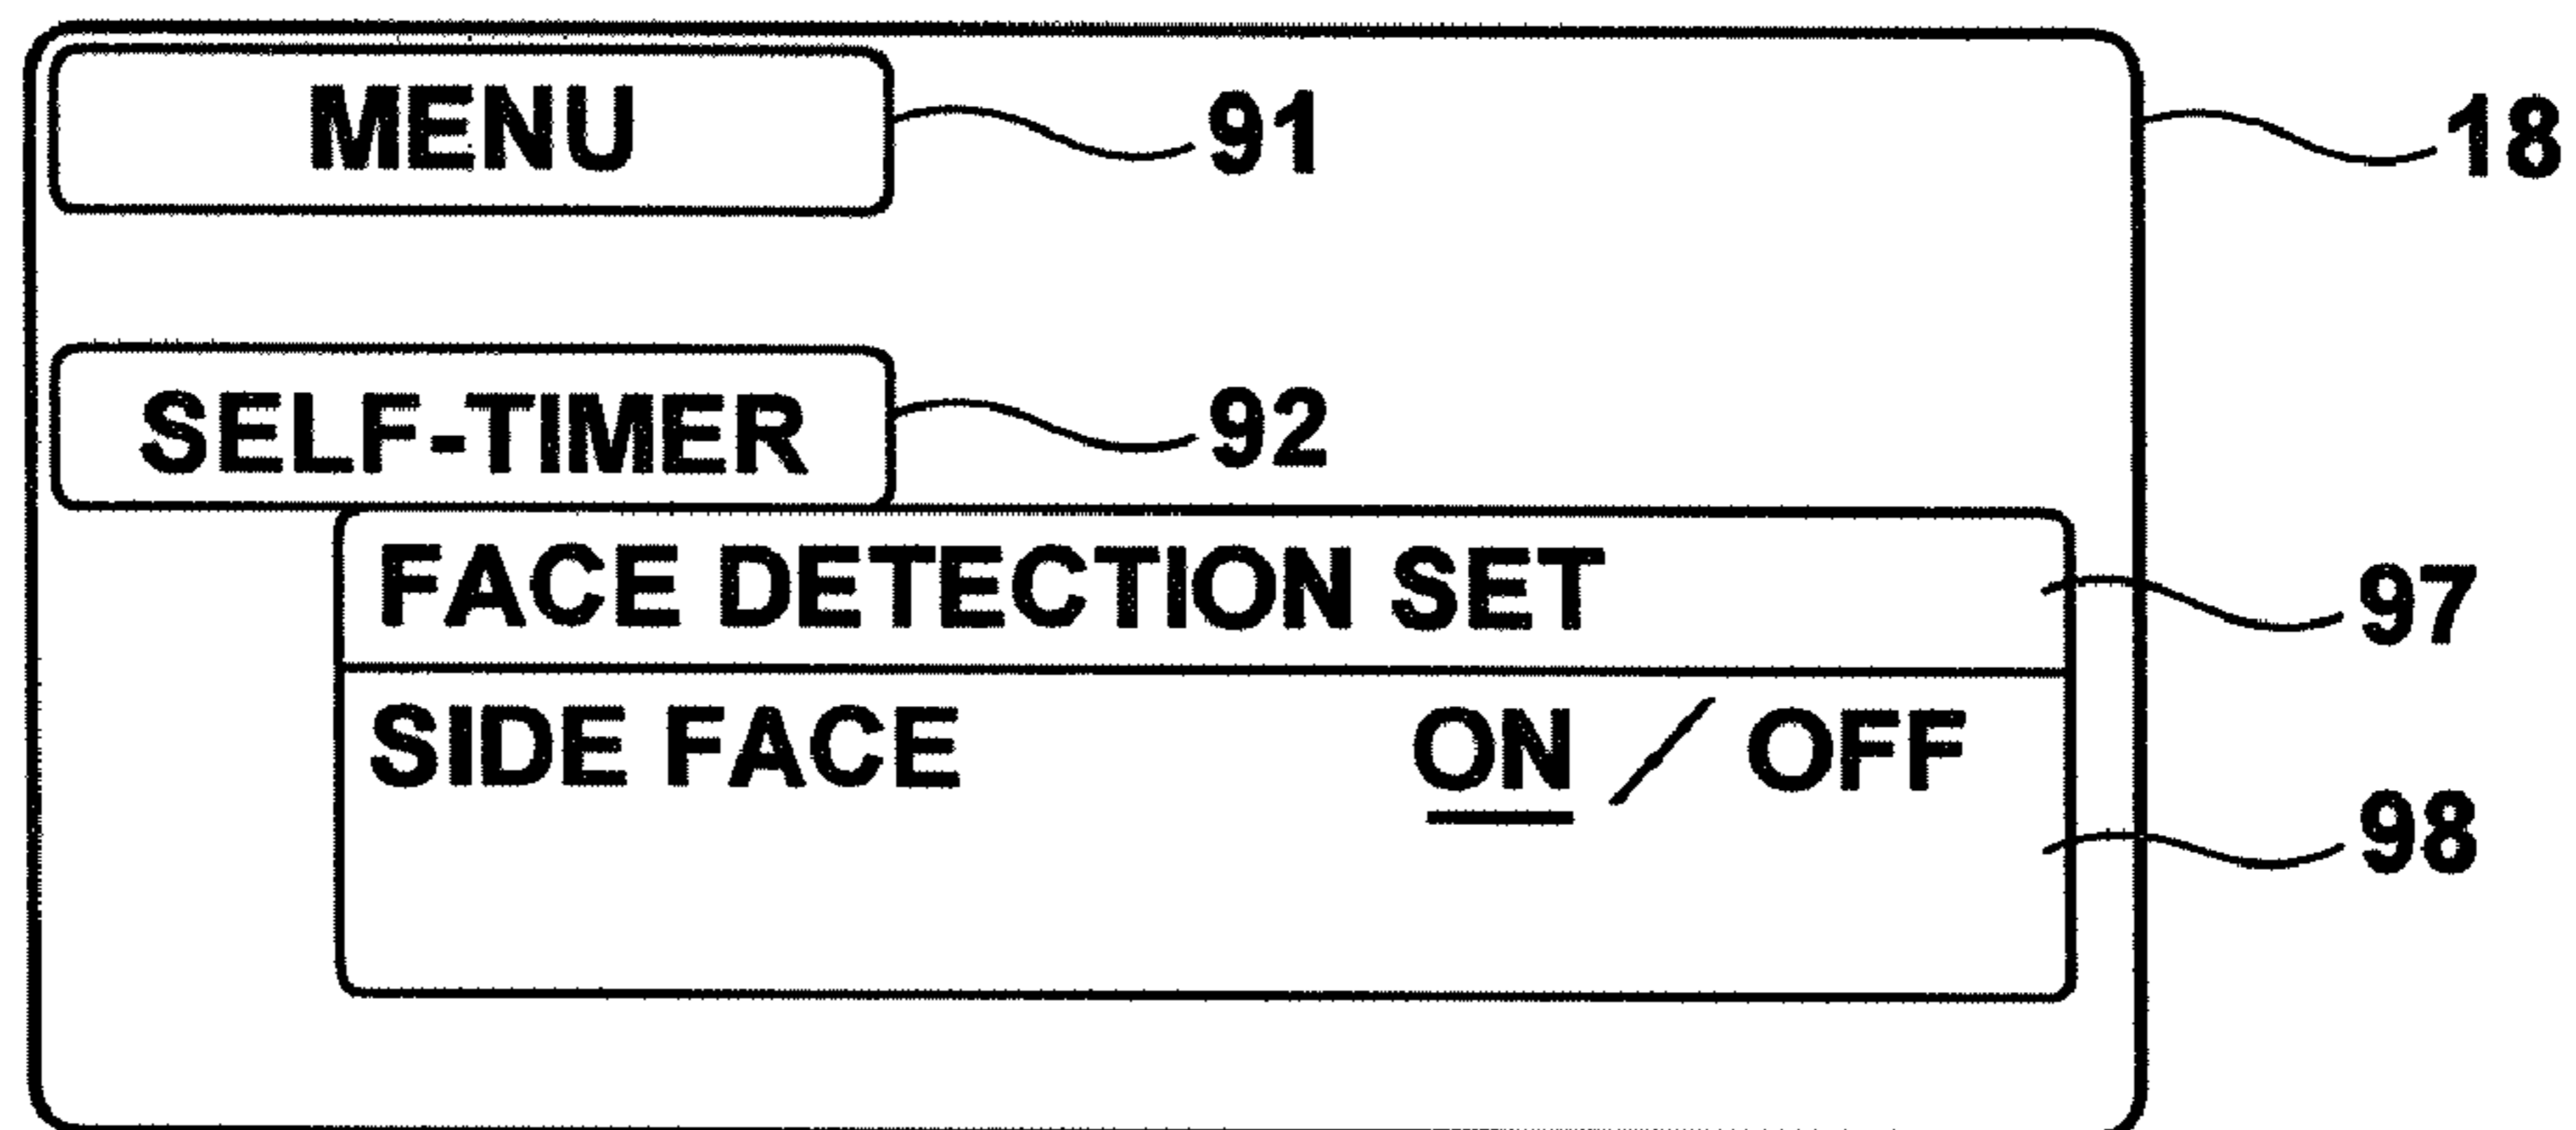 MENU 91 18
SELF-TIMER 92
FACE DETECTION SET 97
SIDE FACE ON / OFF
98